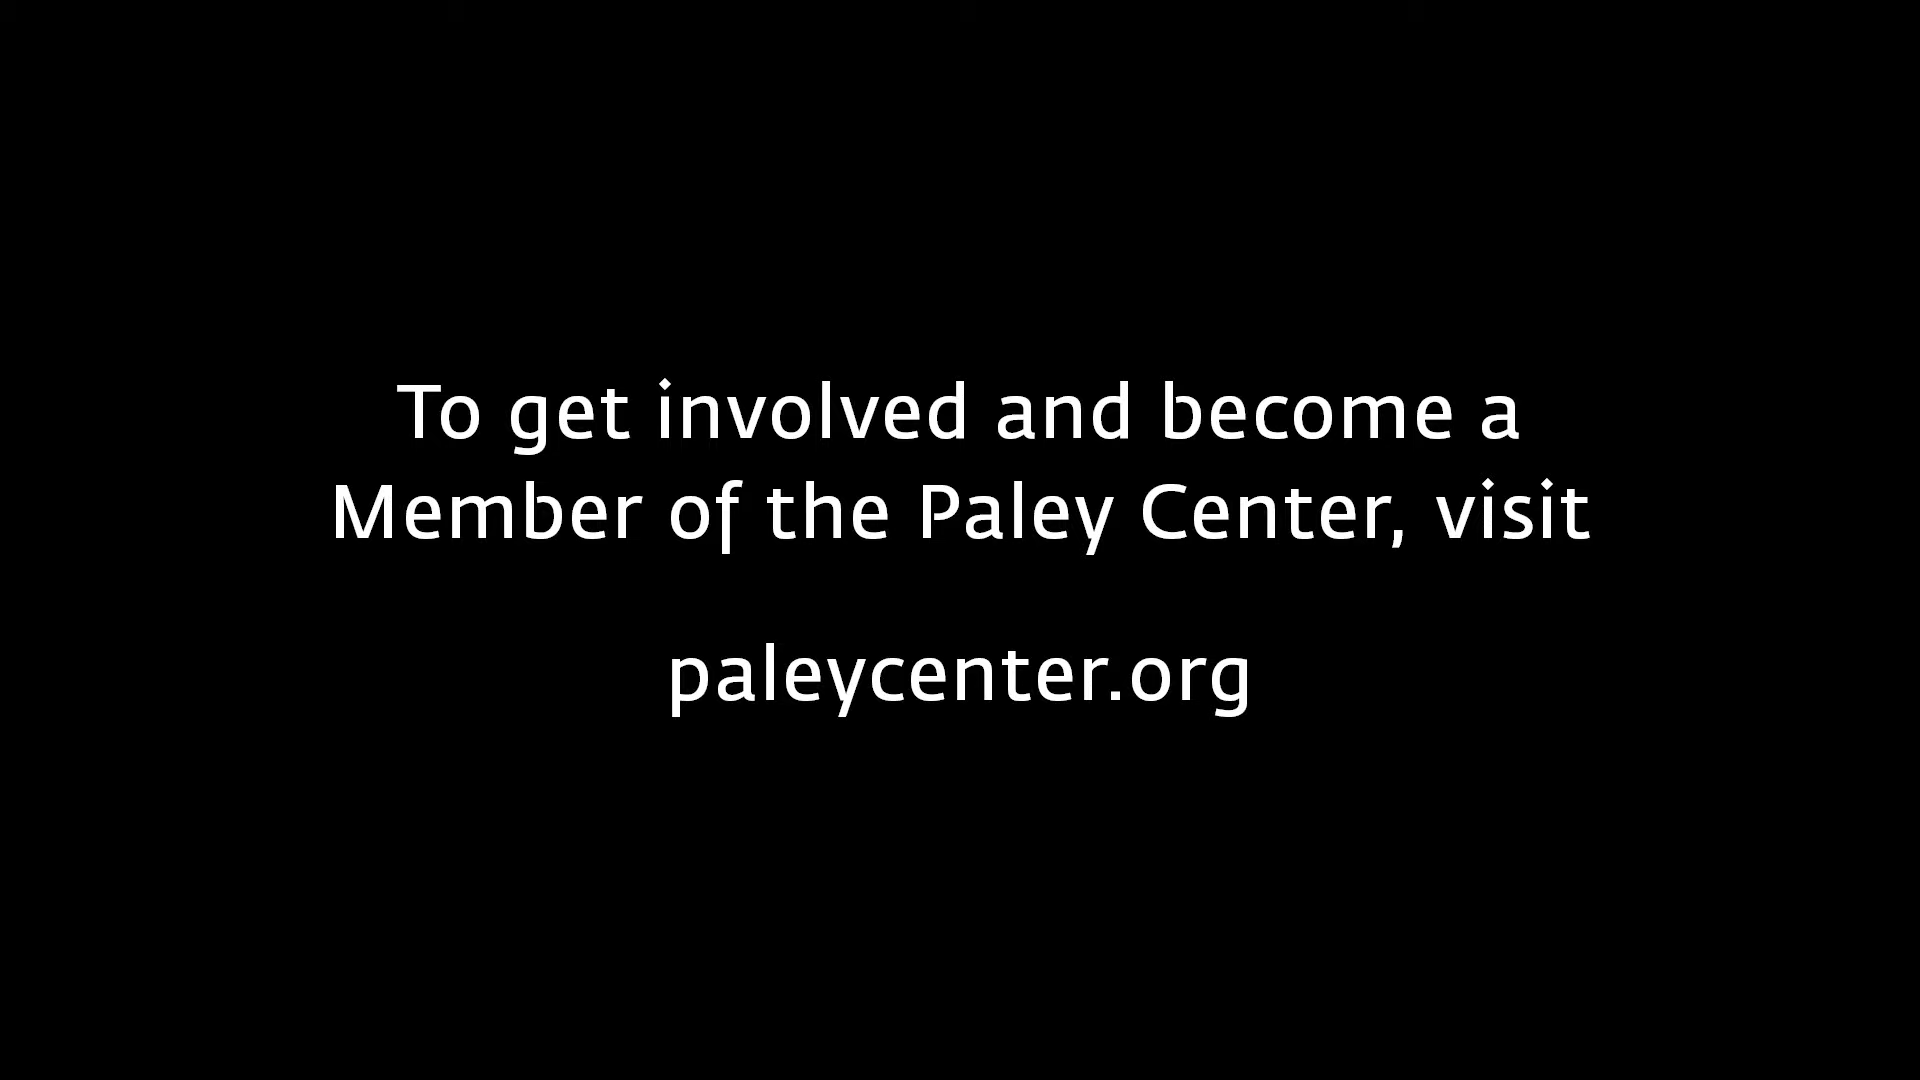 To get involved and become a
Member of the Paley Center, visit
paleycenter.org